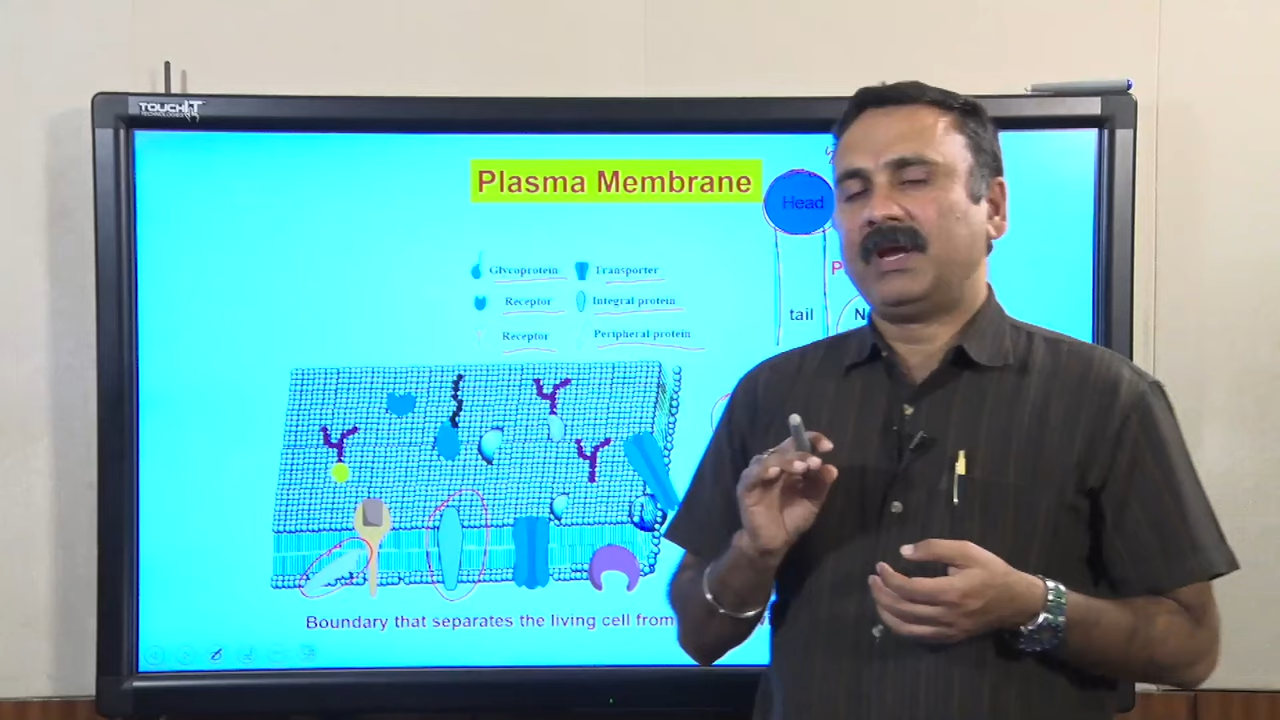 TOUCHIT
TECHNOLOGIES
Plasma Membrane
Head
Glycoprotein
Transporter
Receptor
Integral protein
Receptor
Peripheral protein
tail
Boundary that separates the living cell from